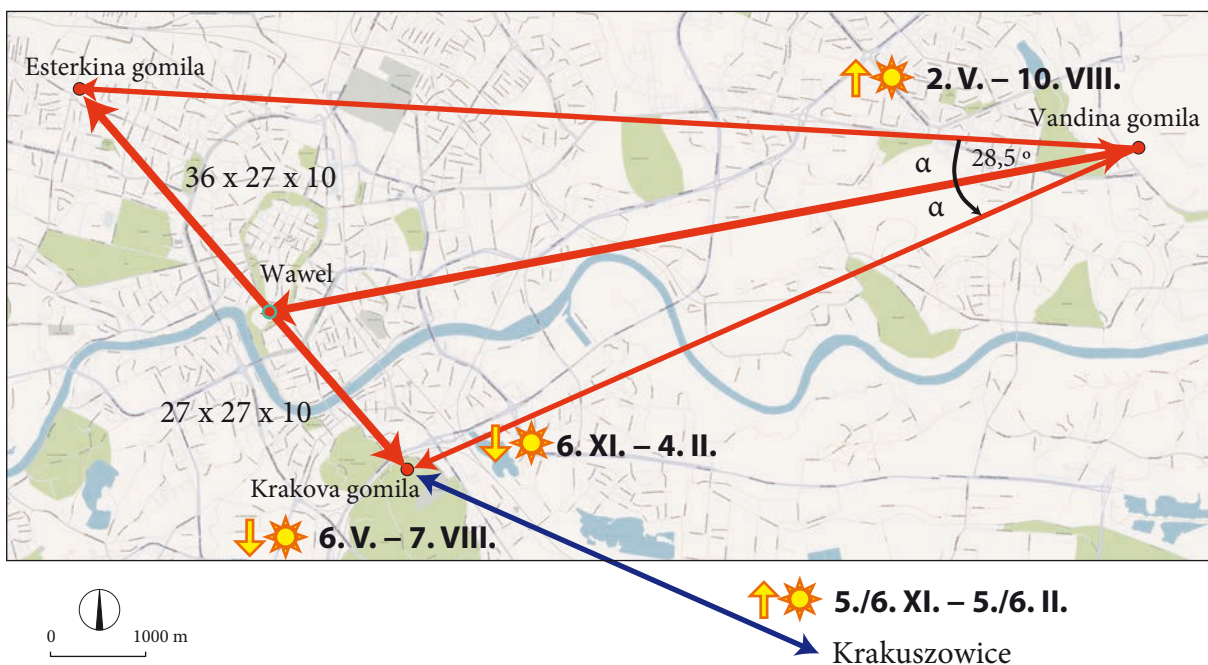 Esterkina gomila
2. V. – 10. VIII.
Vandina gomila
28,5 º
α
α
36 x 27 x 10
Wawel
27 x 27 x 10
6. XI. – 4. II.
Krakova gomila
6. V. – 7. VIII.
5./6. XI. – 5./6. II.
0 1000 m
Krakuszowice